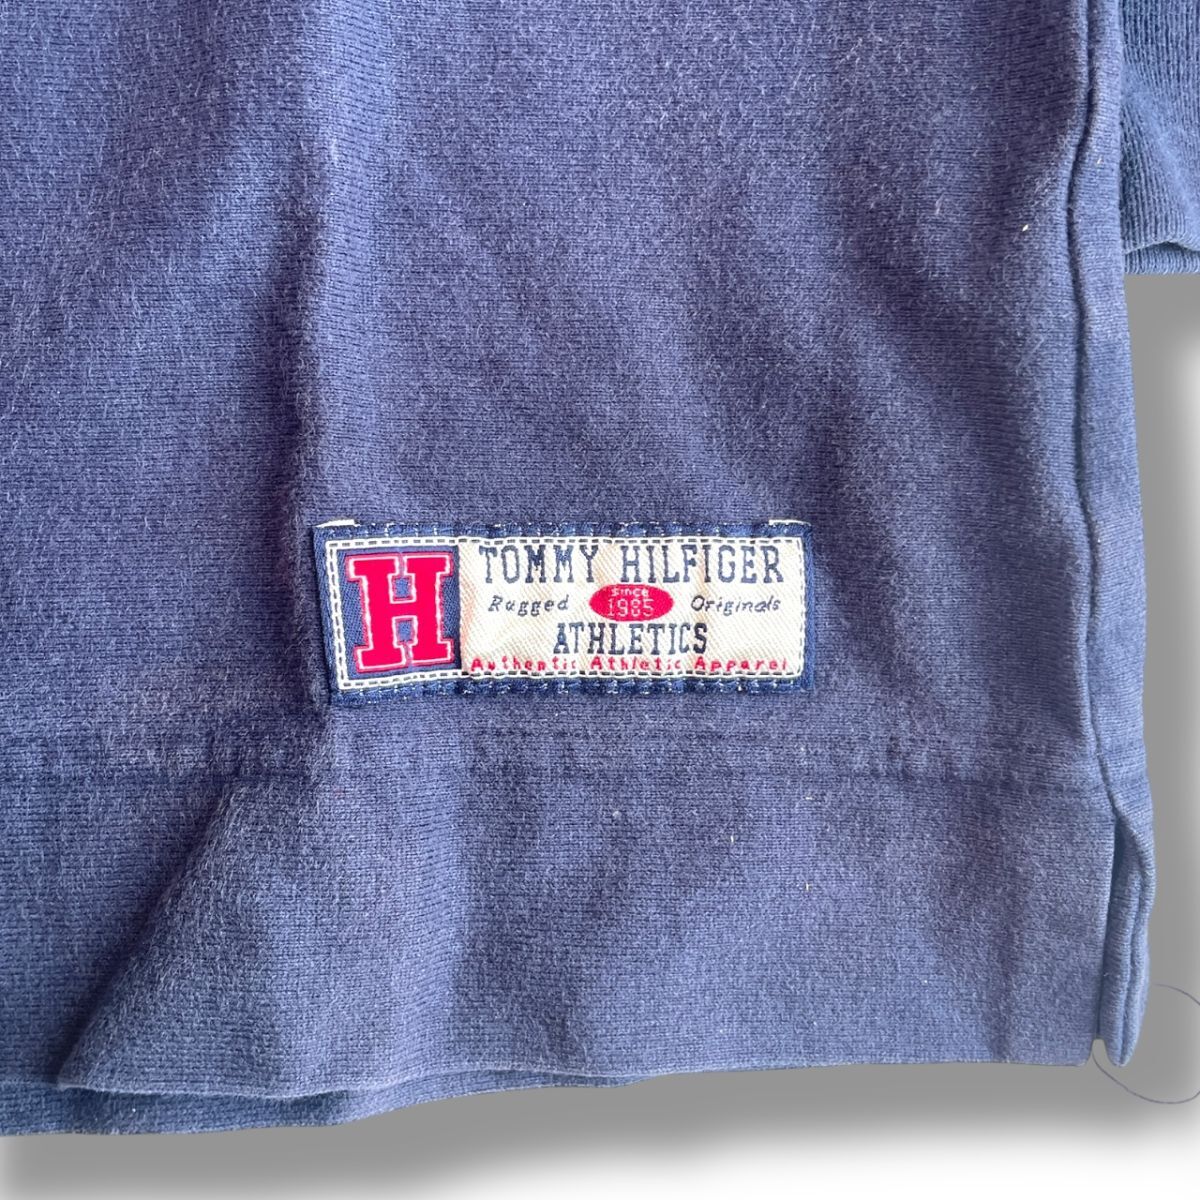 H
TOMMY HILFIGER
Rugged since 1985 Originals
ATHLETICS
Authentic Athletic Apparel